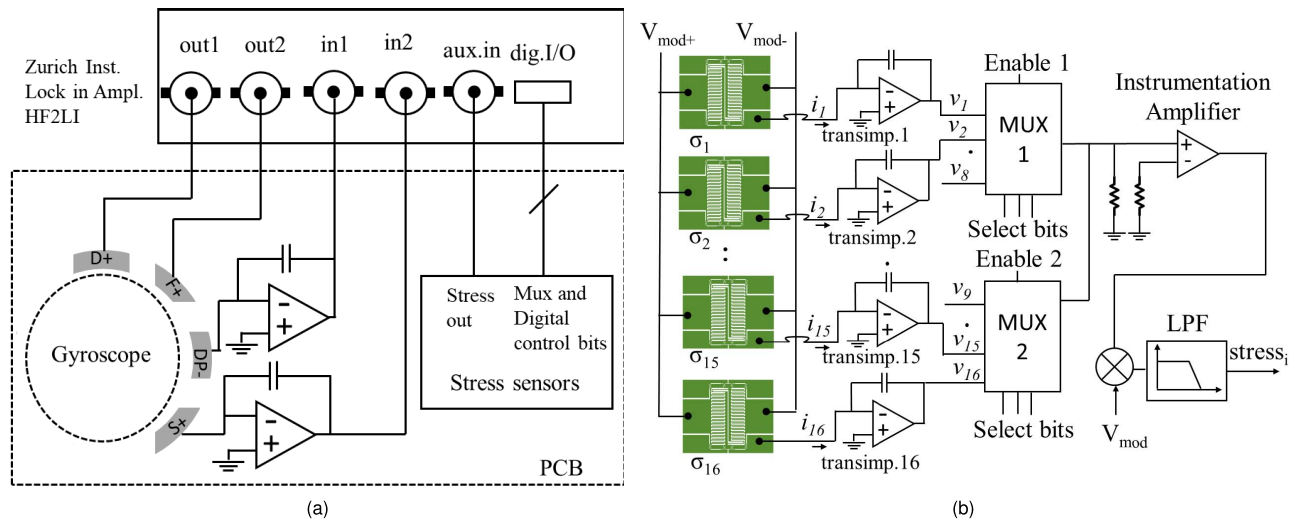 out1 out2 in1 in2 aux.in dig.I/O
Zurich Inst.
Lock in Ampl.
HF2LI
D+
F+
DP-
S+
Gyroscope
Stress
out
Mux and
Digital
control bits
Stress sensors
PCB
(a)
(b)
Vmod+
Vmod-
σ1
σ2
σ15
σ16
i1
transimp.1
i2
transimp.2
i15
transimp.15
i16
transimp.16
v1
v2
v8
v9
v15
v16
Enable 1
MUX
1
Select bits
Enable 2
MUX
2
Select bits
Instrumentation
Amplifier
LPF
stressi
Vmod